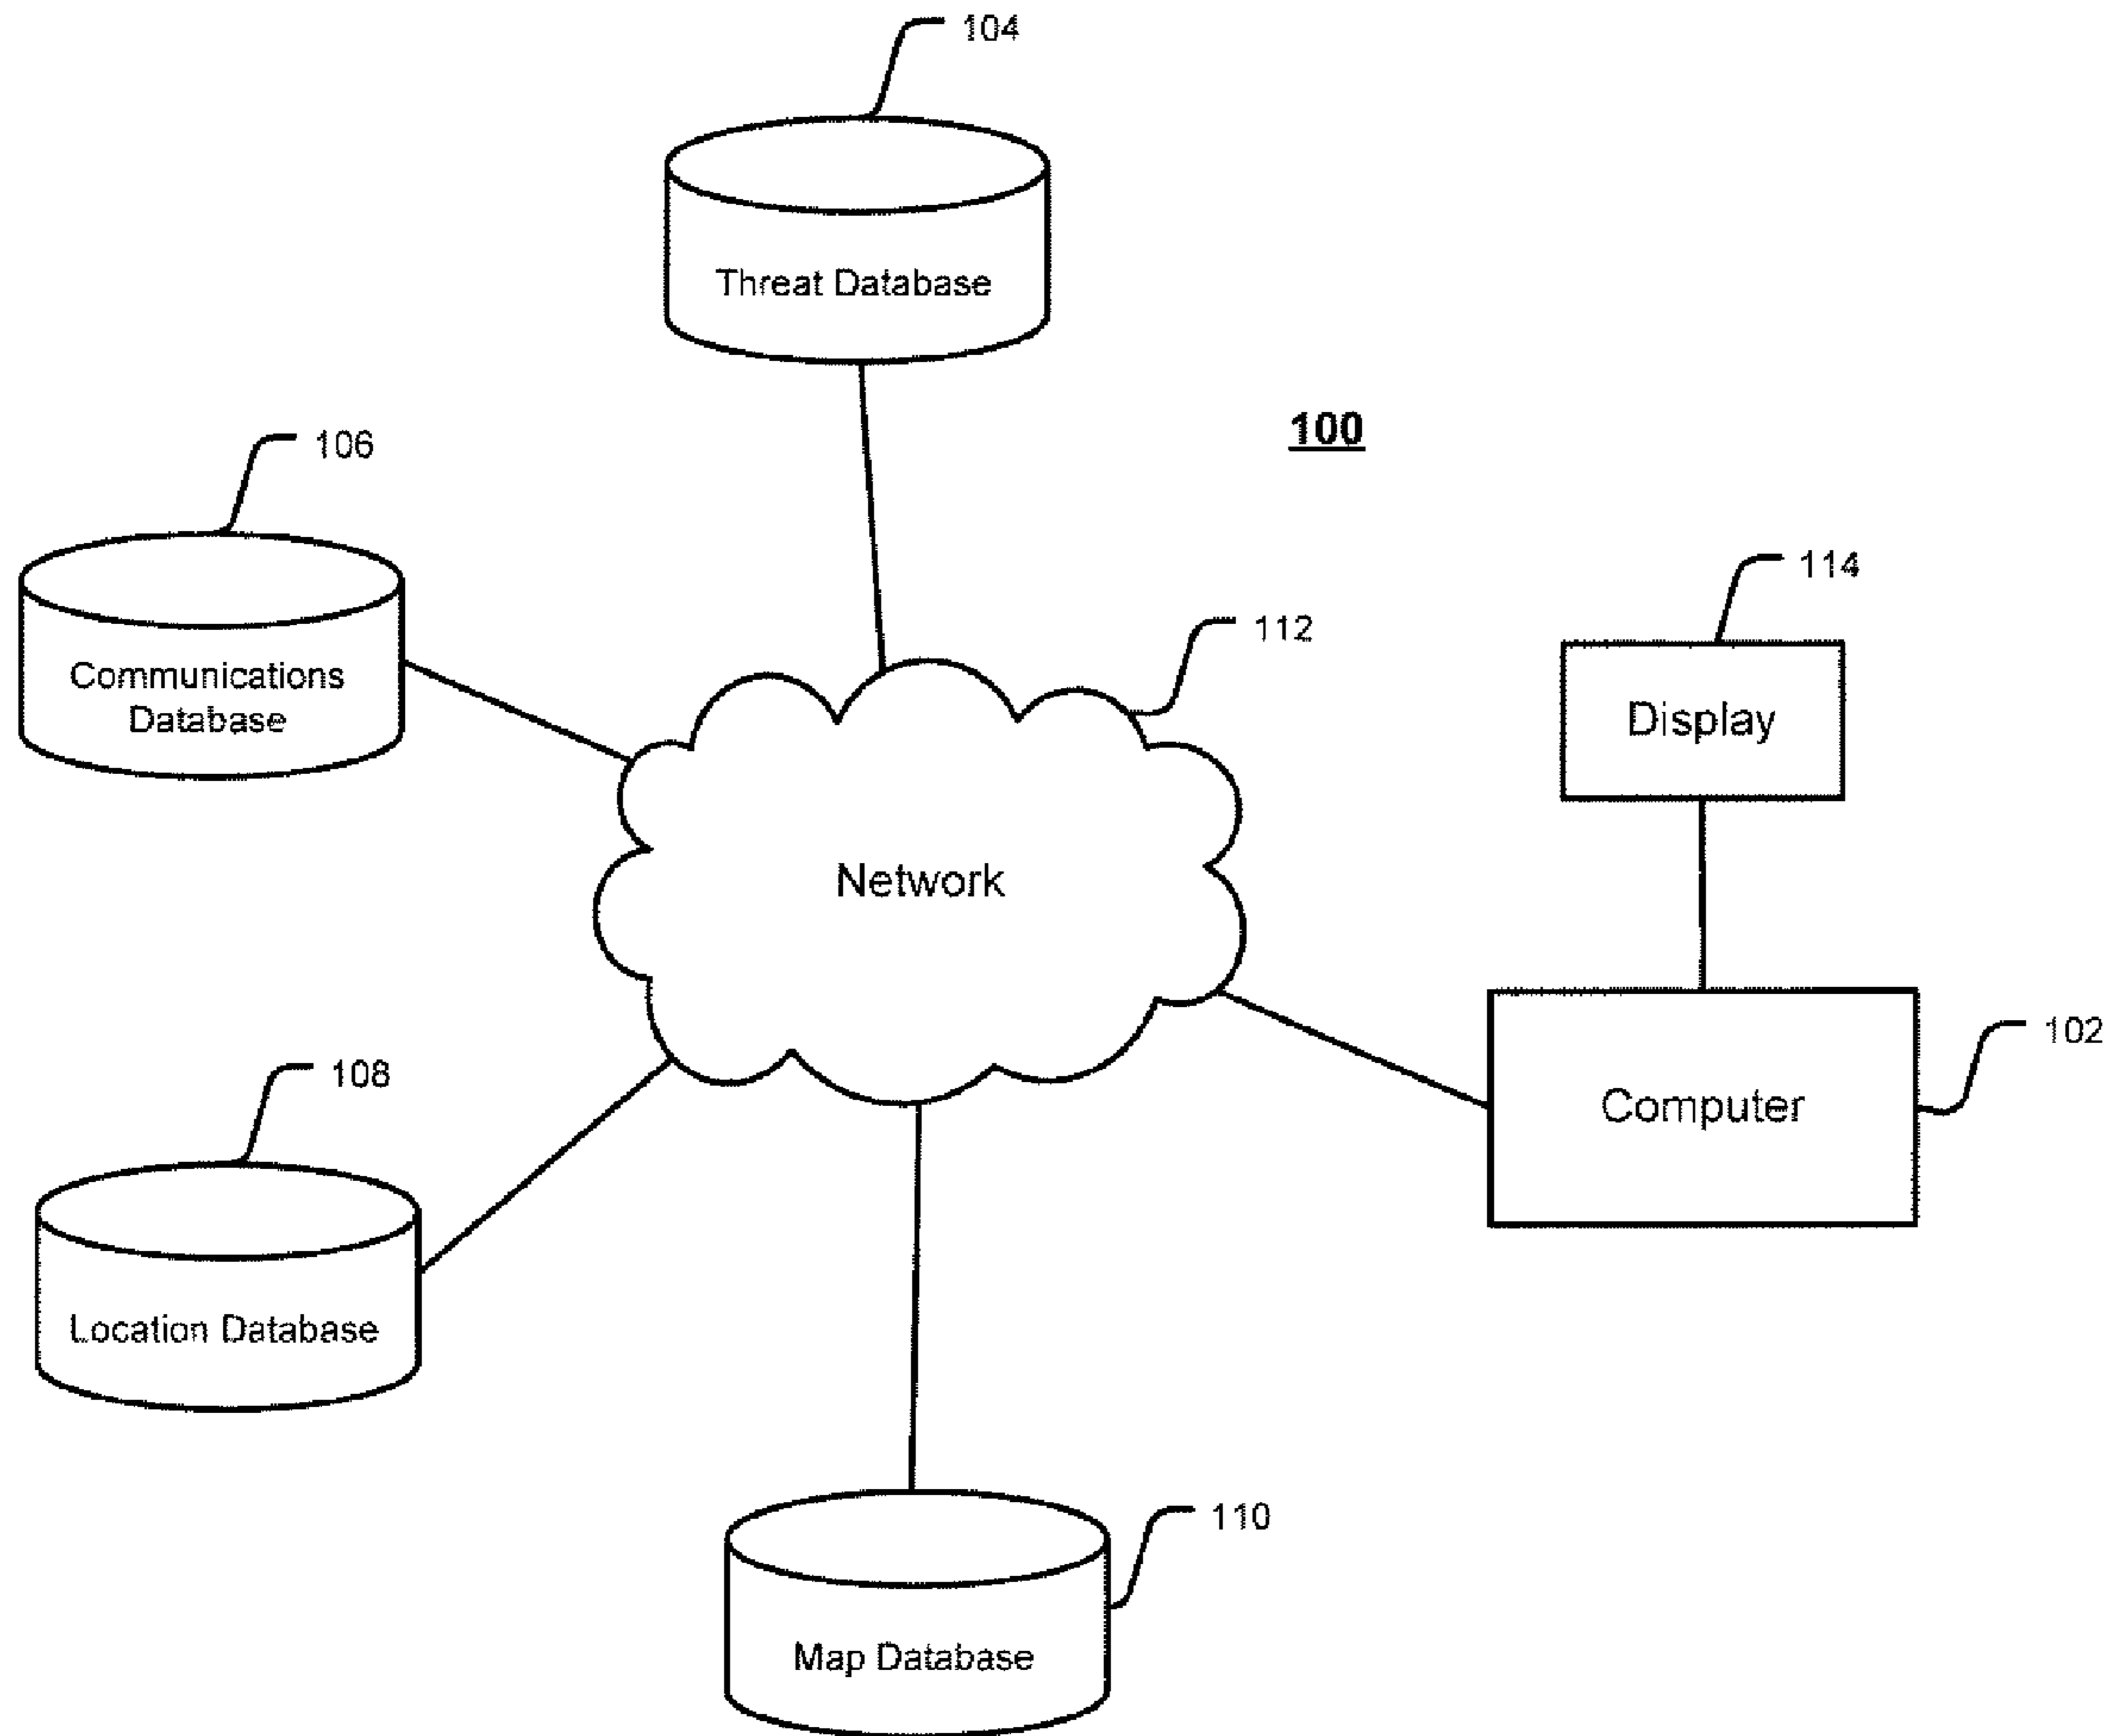 104
Threat Database
100
106
Communications
Database
112
114
Display
Network
102
Computer
108
Location Database
110
Map Database